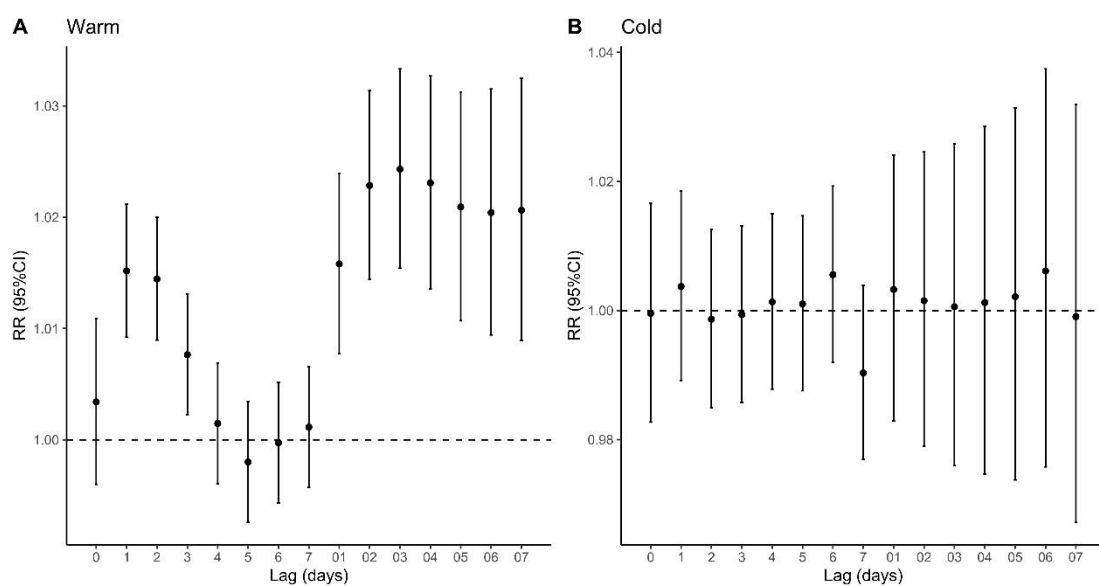 A Warm
RR (95%CI)
1.03
1.02
1.01
1.00
0 1 2 3 4 5 6 7 01 02 03 04 05 06 07
Lag (days)
B Cold
RR (95%CI)
1.04
1.02
1.00
0.98
0 1 2 3 4 5 6 7 01 02 03 04 05 06 07
Lag (days)